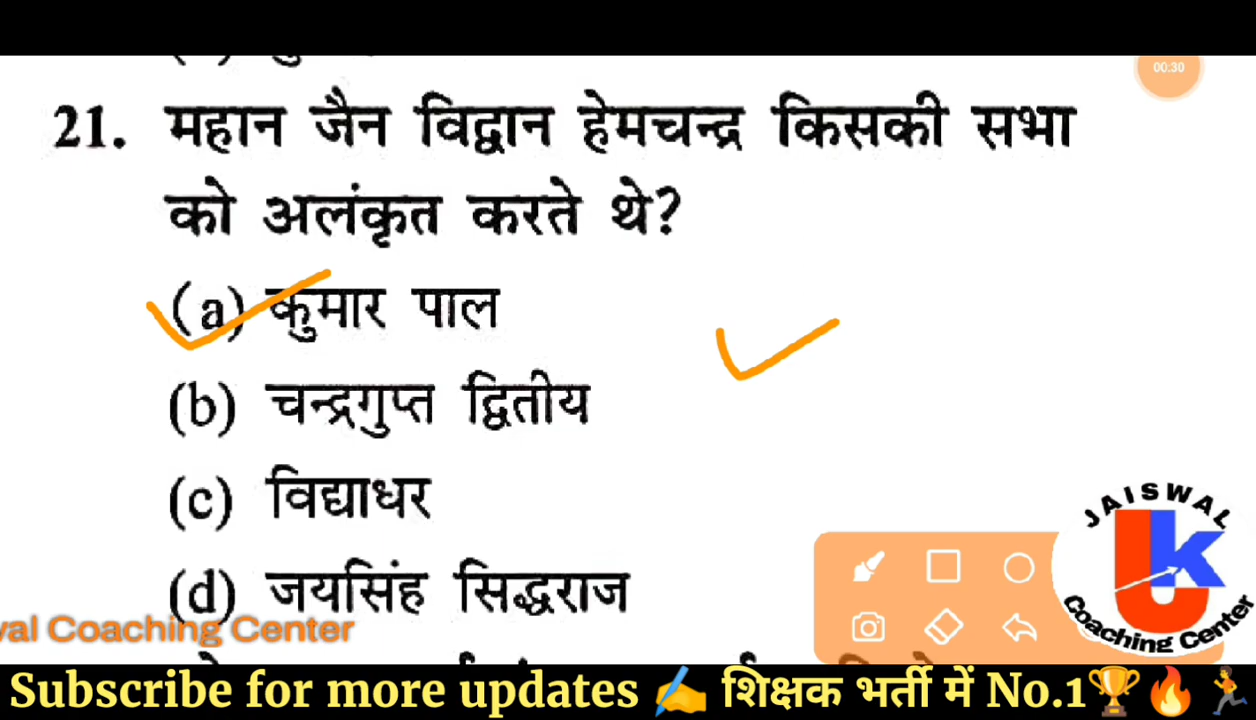 00:30
21. महान जैन विद्वान हेमचन्द्र किसकी सभा
को अलंकृत करते थे?
(a) कुमार पाल
(b) चन्द्रगुप्त द्वितीय
(c) विद्याधर
(d) जयसिंह सिद्धराज
JAISWAL
UK
Coaching Center
val Coaching Center
Subscribe for more updates ✍️ शिक्षक भर्ती में No.1🏆🔥🏃